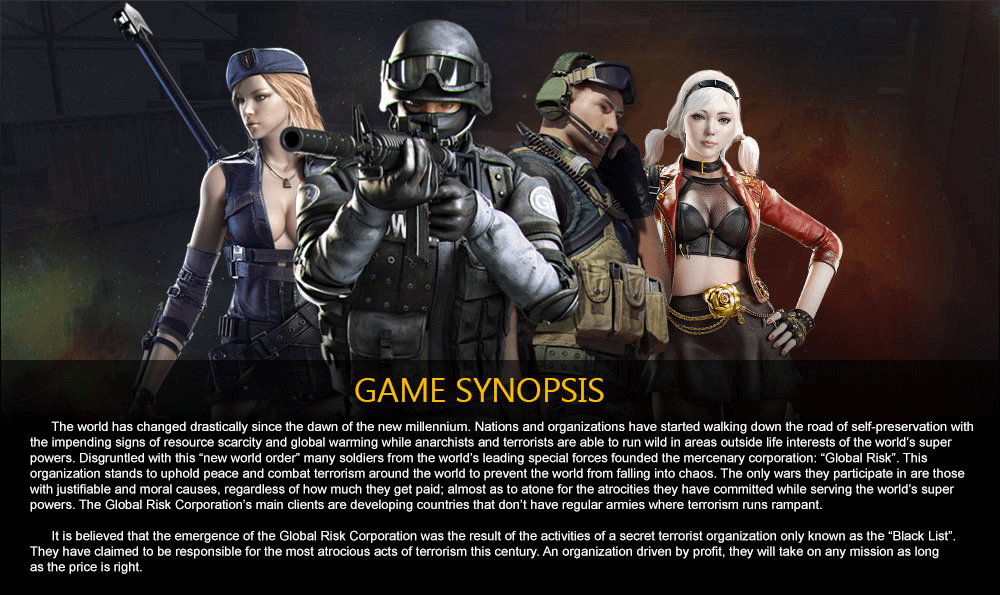 GAME SYNOPSIS
The world has changed drastically since the dawn of the new millennium. Nations and organizations have started walking down the road of self-preservation with
the impending signs of resource scarcity and global warming while anarchists and terrorists are able to run wild in areas outside life interests of the world's super
powers. Disgruntled with this “new world order” many soldiers from the world's leading special forces founded the mercenary corporation: “Global Risk”. This
organization stands to uphold peace and combat terrorism around the world to prevent the world from falling into chaos. The only wars they participate in are those
with justifiable and moral causes, regardless of how much they get paid; almost as to atone for the atrocities they have committed while serving the world's super
powers. The Global Risk Corporation's main clients are developing countries that don't have regular armies where terrorism runs rampant.
It is believed that the emergence of the Global Risk Corporation was the result of the activities of a secret terrorist organization only known as the “Black List”.
They have claimed to be responsible for the most atrocious acts of terrorism this century. An organization driven by profit, they will take on any mission as long
as the price is right.